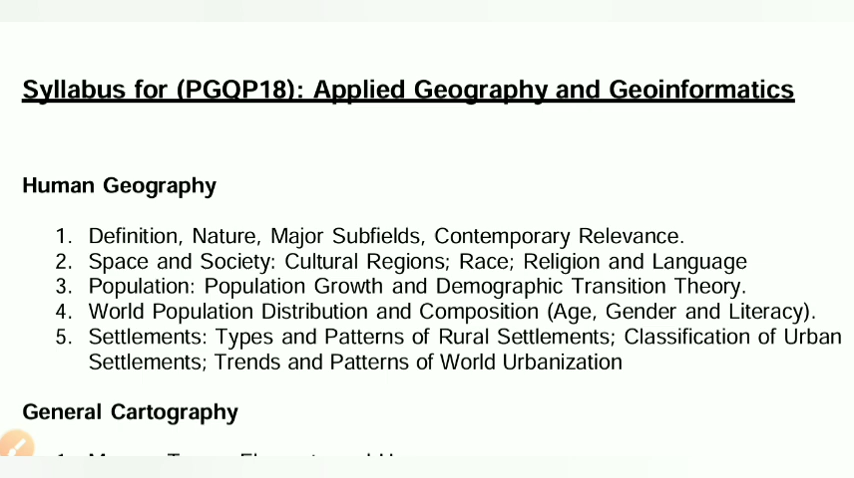 Syllabus for (PGQP18): Applied Geography and Geoinformatics
Human Geography
1. Definition, Nature, Major Subfields, Contemporary Relevance.
2. Space and Society: Cultural Regions; Race; Religion and Language
3. Population: Population Growth and Demographic Transition Theory.
4. World Population Distribution and Composition (Age, Gender and Literacy).
5. Settlements: Types and Patterns of Rural Settlements; Classification of Urban
Settlements; Trends and Patterns of World Urbanization
General Cartography